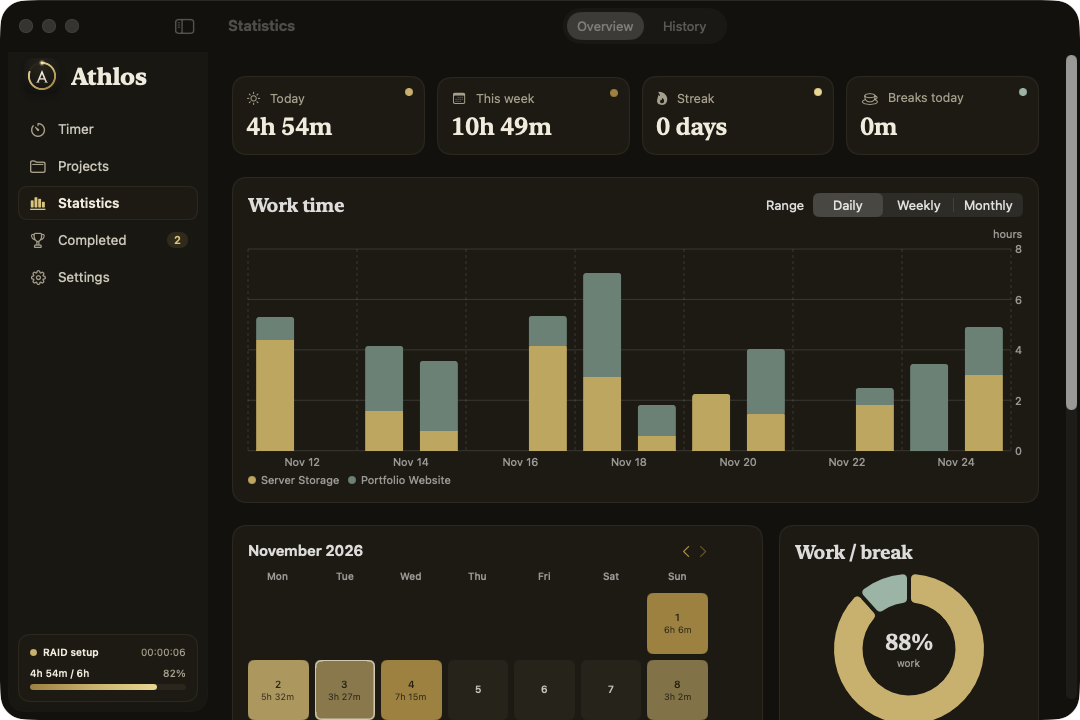 Statistics
Overview
History
A
Athlos
Timer
Projects
Statistics
Completed 2
Settings
RAID setup 00:00:06
4h 54m / 6h 82%
Today
4h 54m
This week
10h 49m
Streak
0 days
Breaks today
0m
Work time
Range Daily Weekly Monthly
hours
8
6
4
2
0
Nov 12 Nov 14 Nov 16 Nov 18 Nov 20 Nov 22 Nov 24
Server Storage Portfolio Website
November 2026
Mon Tue Wed Thu Fri Sat Sun
1
6h 6m
2 3 4 5 6 7 8
5h 32m 3h 27m 7h 15m 3h 2m
Work / break
88%
work